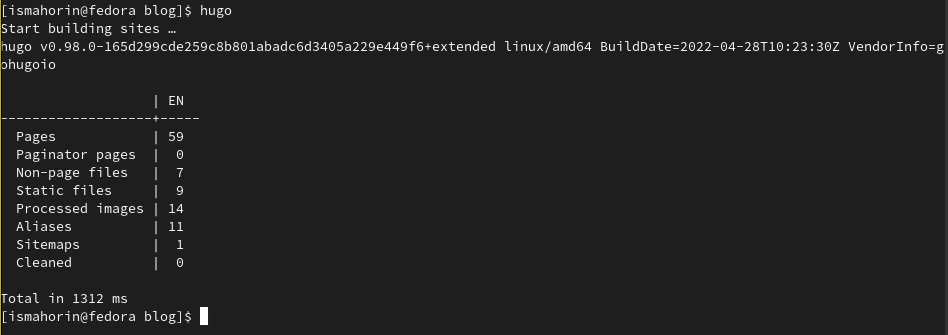 [ismahorin@fedora blog]$ hugo
Start building sites …
hugo v0.98.0-165d299cde259c8b801abadc6d3405a229e449f6+extended linux/amd64 BuildDate=2022-04-28T10:23:30Z VendorInfo=g
ohugoio
                   | EN
-------------------+-----
  Pages            | 59
  Paginator pages  |  0
  Non-page files   |  7
  Static files     |  9
  Processed images | 14
  Aliases          | 11
  Sitemaps         |  1
  Cleaned          |  0
Total in 1312 ms
[ismahorin@fedora blog]$